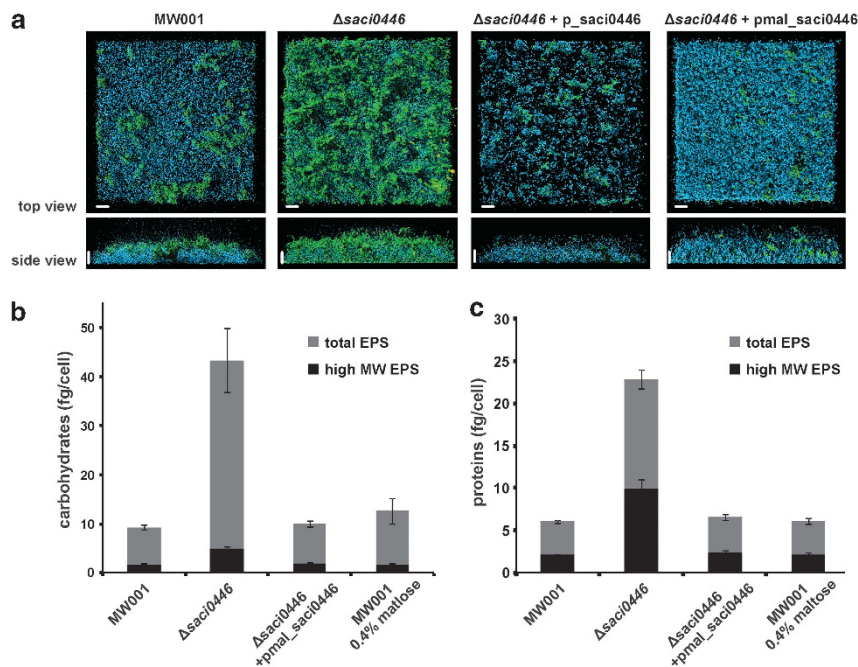 a
MW001
Δsaci0446
Δsaci0446 + p_saci0446
Δsaci0446 + pmal_saci0446
top view
side view
b
50
40
30
20
10
0
carbohydrates (fg/cell)
total EPS
high MW EPS
MW001
Δsaci0446
Δsaci0446
+pmal_saci0446
MW001
0.4% maltose
c
30
25
20
15
10
5
0
proteins (fg/cell)
total EPS
high MW EPS
MW001
Δsaci0446
Δsaci0446
+pmal_saci0446
MW001
0.4% maltose